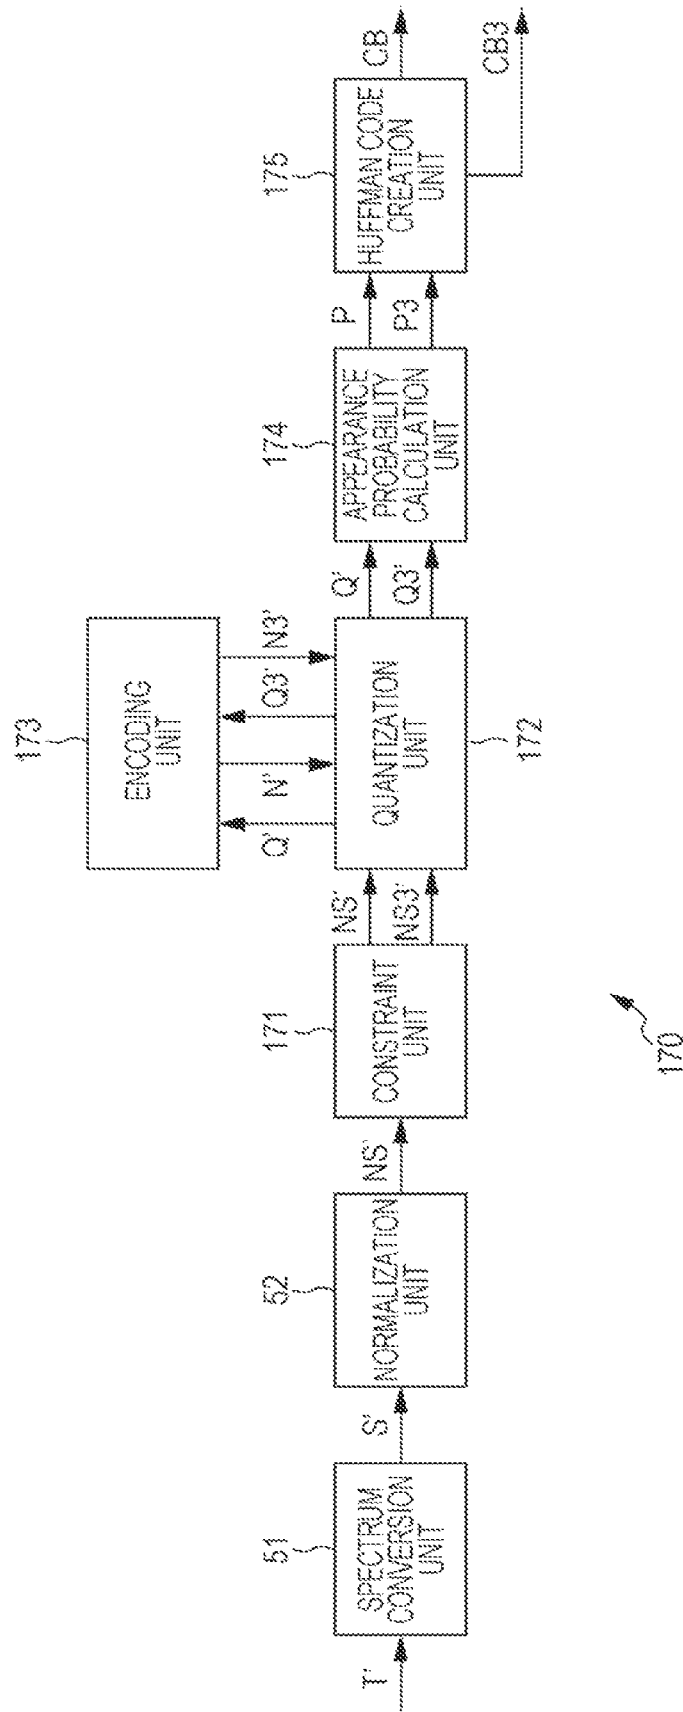 T'
51
SPECTRUM
CONVERSION
UNIT
S'
52
NORMALIZATION
UNIT
NS'
171
CONSTRAINT
UNIT
NS'
NS3'
173
ENCODING
UNIT
Q'
N'
Q3'
N3'
QUANTIZATION
UNIT
172
Q'
Q3'
174
APPEARANCE
PROBABILITY
CALCULATION
UNIT
P
P3
175
HUFFMAN CODE
CREATION
UNIT
CB
CB3
170